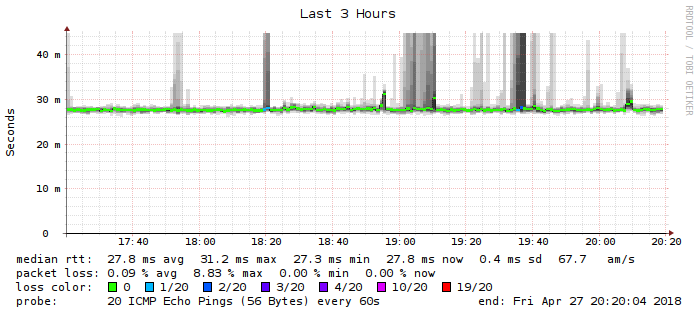 Last 3 Hours
RRDTOOL / TOBI OETIKER
Seconds
40 m
30 m
20 m
10 m
0
17:40 18:00 18:20 18:40 19:00 19:20 19:40 20:00 20:20
median rtt: 27.8 ms avg 31.2 ms max 27.3 ms min 27.8 ms now 0.4 ms sd 67.7 am/s
packet loss: 0.09 % avg 8.83 % max 0.00 % min 0.00 % now
loss color: 0 1/20 2/20 3/20 4/20 10/20 19/20
probe: 20 ICMP Echo Pings (56 Bytes) every 60s end: Fri Apr 27 20:20:04 2018